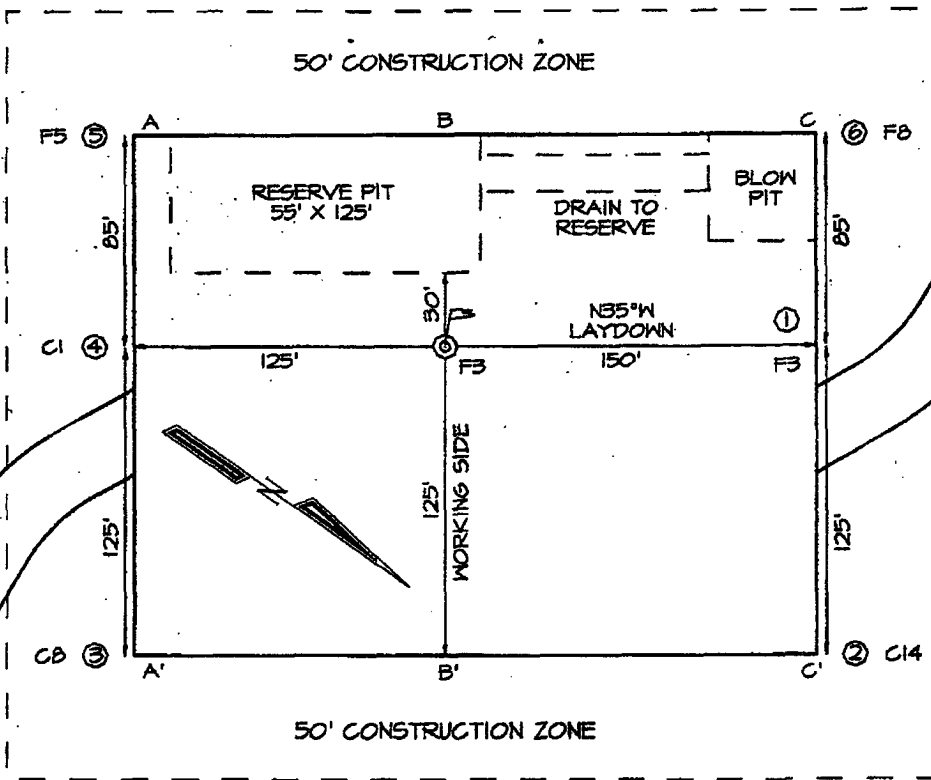 50' CONSTRUCTION ZONE
A
B
C
F5 ⑤
⑥ F8
RESERVE PIT
55' X 125'
BLOW
PIT
DRAIN TO
RESERVE
85'
85'
30'
N35°W
LAYDOWN
①
C1 ④
125'
F3
150'
F3
N
125'
125'
WORKING SIDE
125'
C8 ③
② C14
A'
B'
C'
50' CONSTRUCTION ZONE